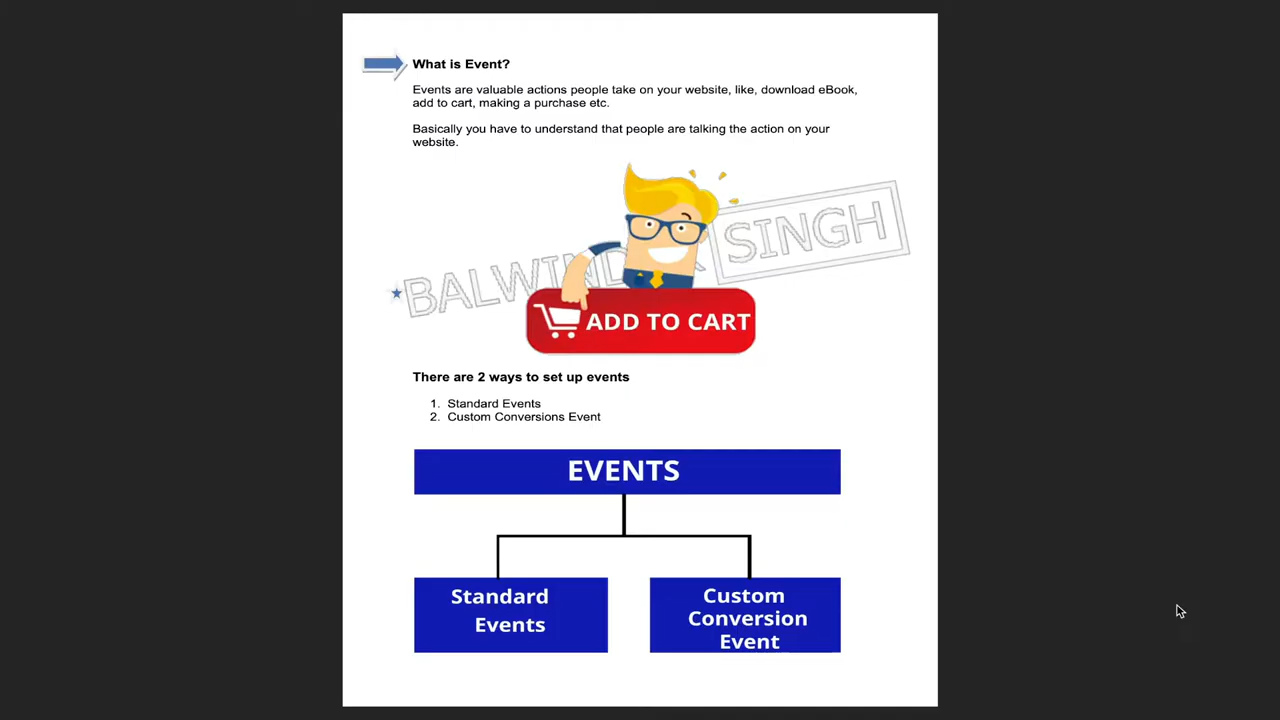 What is Event?
Events are valuable actions people take on your website, like, download eBook,
add to cart, making a purchase etc.
Basically you have to understand that people are talking the action on your
website.
BALWINDER SINGH
ADD TO CART
There are 2 ways to set up events
1. Standard Events
2. Custom Conversions Event
EVENTS
Standard
Events
Custom
Conversion
Event